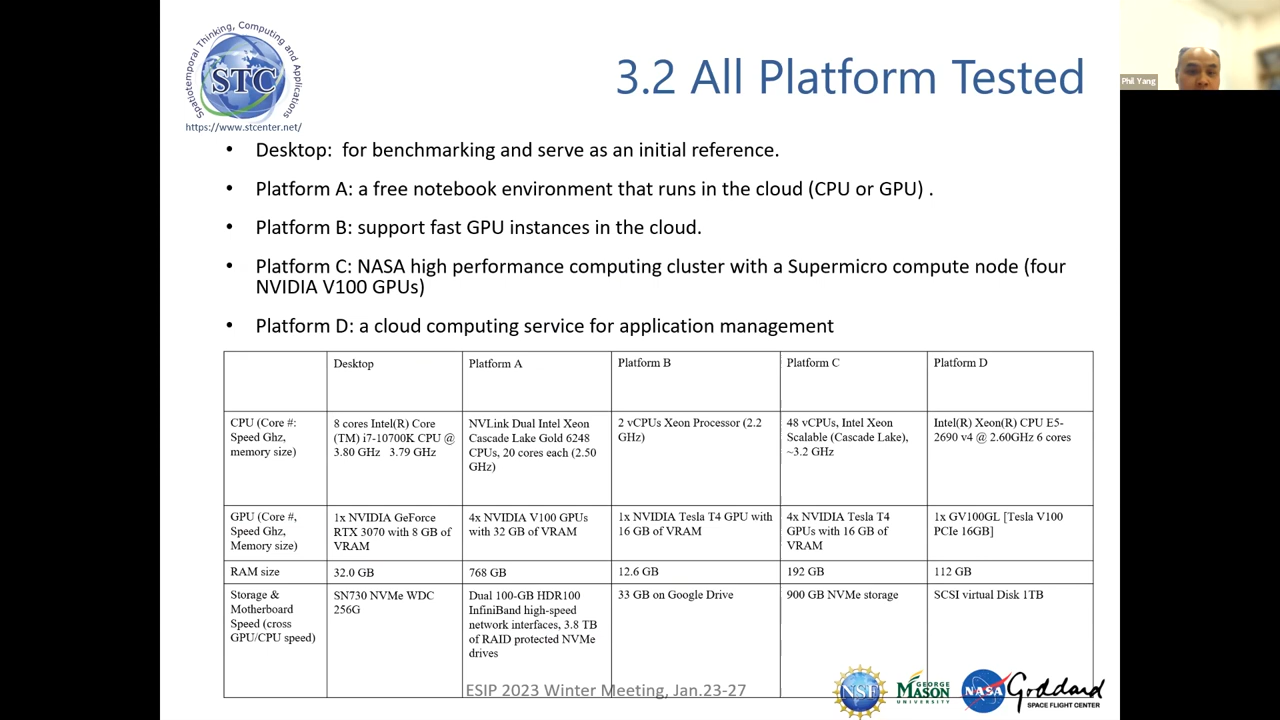 Spatiotemporal Thinking, Computing and Applications
STC
https://www.stcenter.net/
3.2 All Platform Tested
Phil Yang
• Desktop:  for benchmarking and serve as an initial reference.
• Platform A: a free notebook environment that runs in the cloud (CPU or GPU) .
• Platform B: support fast GPU instances in the cloud.
• Platform C: NASA high performance computing cluster with a Supermicro compute node (four
NVIDIA V100 GPUs)
• Platform D: a cloud computing service for application management
Desktop
Platform A
Platform B
Platform C
Platform D
CPU (Core #:
Speed Ghz,
memory size)
8 cores Intel(R) Core
(TM) i7-10700K CPU @
3.80 GHz   3.79 GHz
NVLink Dual Intel Xeon
Cascade Lake Gold 6248
CPUs, 20 cores each (2.50
GHz)
2 vCPUs Xeon Processor (2.2
GHz)
48 vCPUs, Intel Xeon
Scalable (Cascade Lake),
~3.2 GHz
Intel(R) Xeon(R) CPU E5-
2690 v4 @ 2.60GHz 6 cores
GPU (Core #,
Speed Ghz,
Memory size)
1x NVIDIA GeForce
RTX 3070 with 8 GB of
VRAM
4x NVIDIA V100 GPUs
with 32 GB of VRAM
1x NVIDIA Tesla T4 GPU with
16 GB of VRAM
4x NVIDIA Tesla T4
GPUs with 16 GB of
VRAM
1x GV100GL [Tesla V100
PCIe 16GB]
RAM size
32.0 GB
768 GB
12.6 GB
192 GB
112 GB
Storage &
Motherboard
Speed (cross
GPU/CPU speed)
SN730 NVMe WDC
256G
Dual 100-GB HDR100
InfiniBand high-speed
network interfaces, 3.8 TB
of RAID protected NVMe
drives
33 GB on Google Drive
900 GB NVMe storage
SCSI virtual Disk 1TB
ESIP 2023 Winter Meeting, Jan.23-27
NSF
GEORGE
MASON
UNIVERSITY
NASA
Goddard
SPACE FLIGHT CENTER